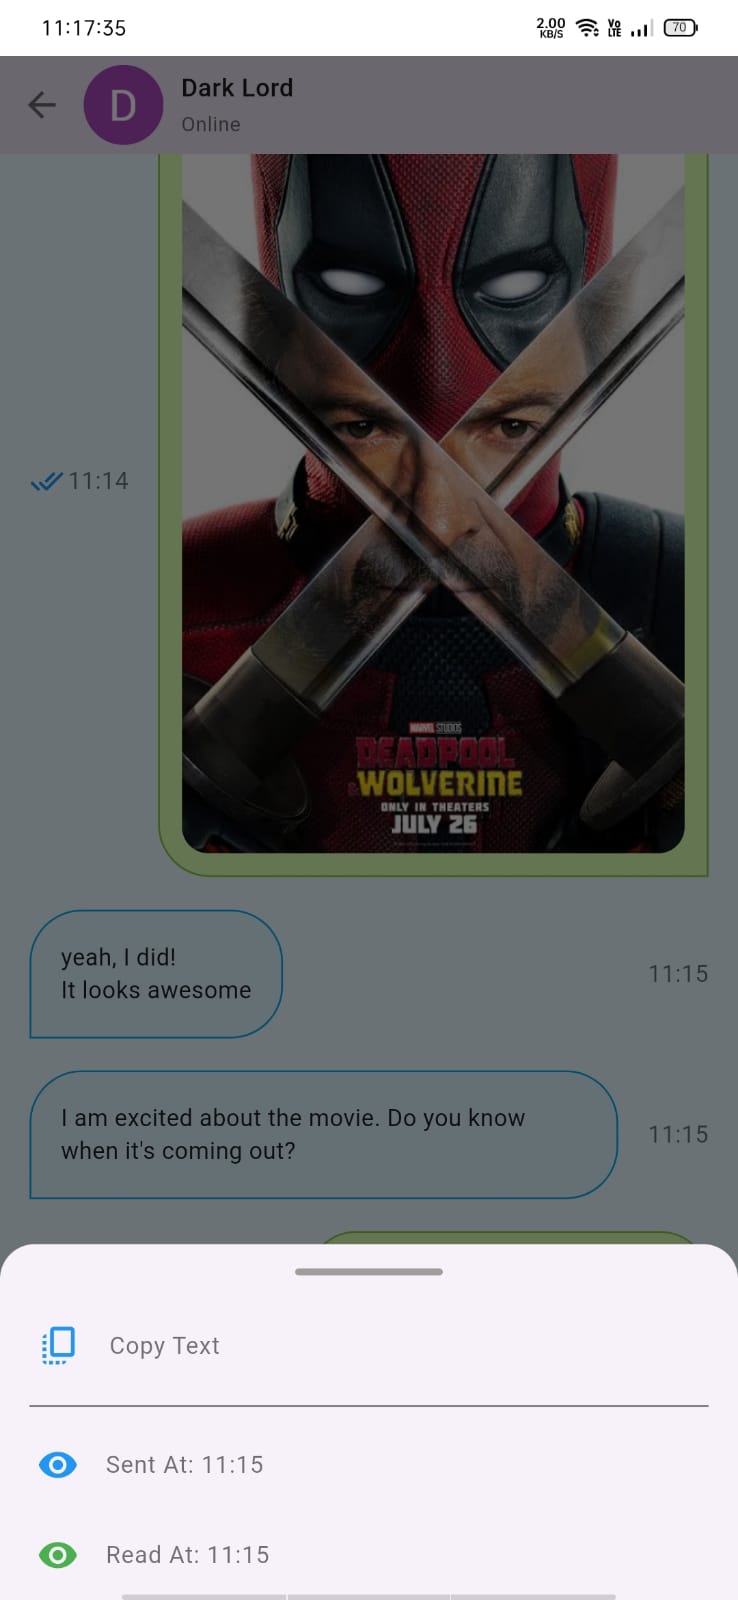 11:17:35
2.00
KB/S
Vo
LTE
70
D
Dark Lord
Online
11:14
MARVEL STUDIOS
DEADPOOL
& WOLVERINE
ONLY IN THEATERS
JULY 26
yeah, I did!
It looks awesome
11:15
I am excited about the movie. Do you know
when it's coming out?
11:15
Copy Text
Sent At: 11:15
Read At: 11:15